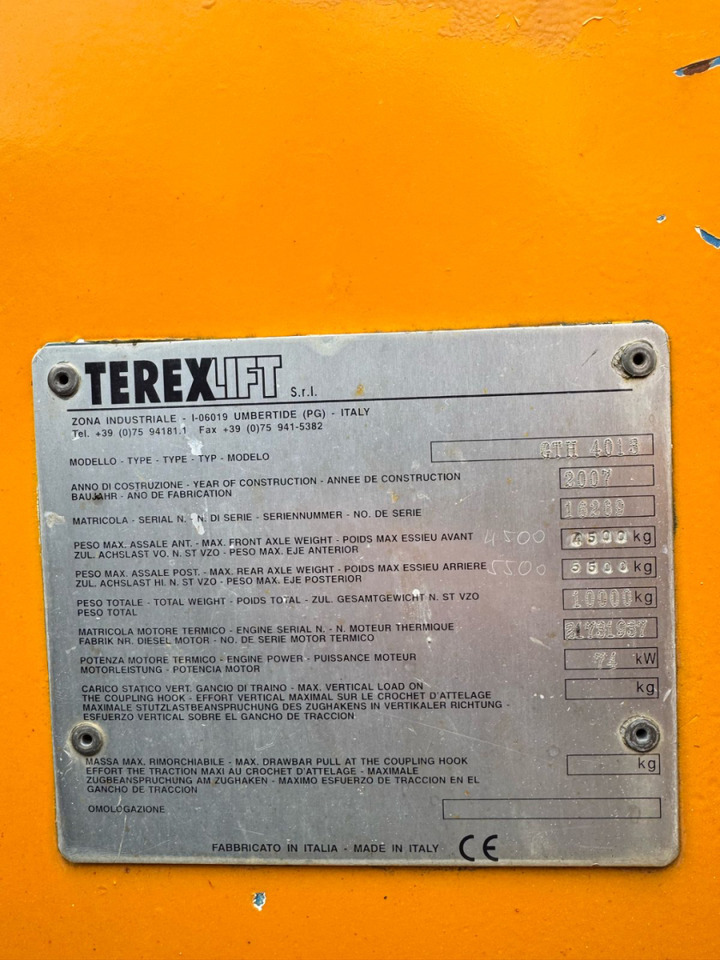 TEREXLIFT S.r.l.
ZONA INDUSTRIALE - I-06019 UMBERTIDE (PG) - ITALY
Tel. +39 (0)75 94181.1 Fax +39 (0)75 941-5382
MODELLO - TYPE - TYPE - TYP - MODELO GTH 4013
ANNO DI COSTRUZIONE - YEAR OF CONSTRUCTION - ANNEE DE CONSTRUCTION 2007
BAUJAHR - ANO DE FABRICATION
MATRICOLA - SERIAL N. - N. DI SERIE - SERIENNUMMER - NO. DE SERIE 16269
PESO MAX. ASSALE ANT. - MAX. FRONT AXLE WEIGHT - POIDS MAX ESSIEU AVANT 4500 4500 kg
ZUL. ACHSLAST VO. N. ST VZO - PESO MAX. EJE ANTERIOR
PESO MAX. ASSALE POST. - MAX. REAR AXLE WEIGHT - POIDS MAX ESSIEU ARRIERE 5500 5500 kg
ZUL. ACHSLAST HI. N. ST VZO - PESO MAX. EJE POSTERIOR
PESO TOTALE - TOTAL WEIGHT - POIDS TOTAL - ZUL. GESAMTGEWICHT N. ST VZO 10000 kg
PESO TOTAL
MATRICOLA MOTORE TERMICO - ENGINE SERIAL N. - N. MOTEUR THERMIQUE
FABRIK NR. DIESEL MOTOR - NO. DE SERIE MOTOR TERMICO
POTENZA MOTORE TERMICO - ENGINE POWER - PUISSANCE MOTEUR kW
MOTORLEISTUNG - POTENCIA MOTOR
CARICO STATICO VERT. GANCIO DI TRAINO - MAX. VERTICAL LOAD ON kg
THE COUPLING HOOK - EFFORT VERTICAL MAXIMAL SUR LE CROCHET D'ATTELAGE
MAXIMALE STUTZLASTBEANSPRUCHUNG DES ZUGHAKENS IN VERTIKALER RICHTUNG -
ESFUERZO VERTICAL SOBRE EL GANCHO DE TRACCION
MASSA MAX. RIMORCHIABILE - MAX. DRAWBAR PULL AT THE COUPLING HOOK kg
EFFORT THE TRACTION MAXI AU CROCHET D'ATTELAGE - MAXIMALE
ZUGBEANSPRUCHUNG AM ZUGHAKEN - MAXIMO ESFUERZO DE TRACCION EN EL
GANCHO DE TRACCION
OMOLOGAZIONE
FABBRICATO IN ITALIA - MADE IN ITALY CE